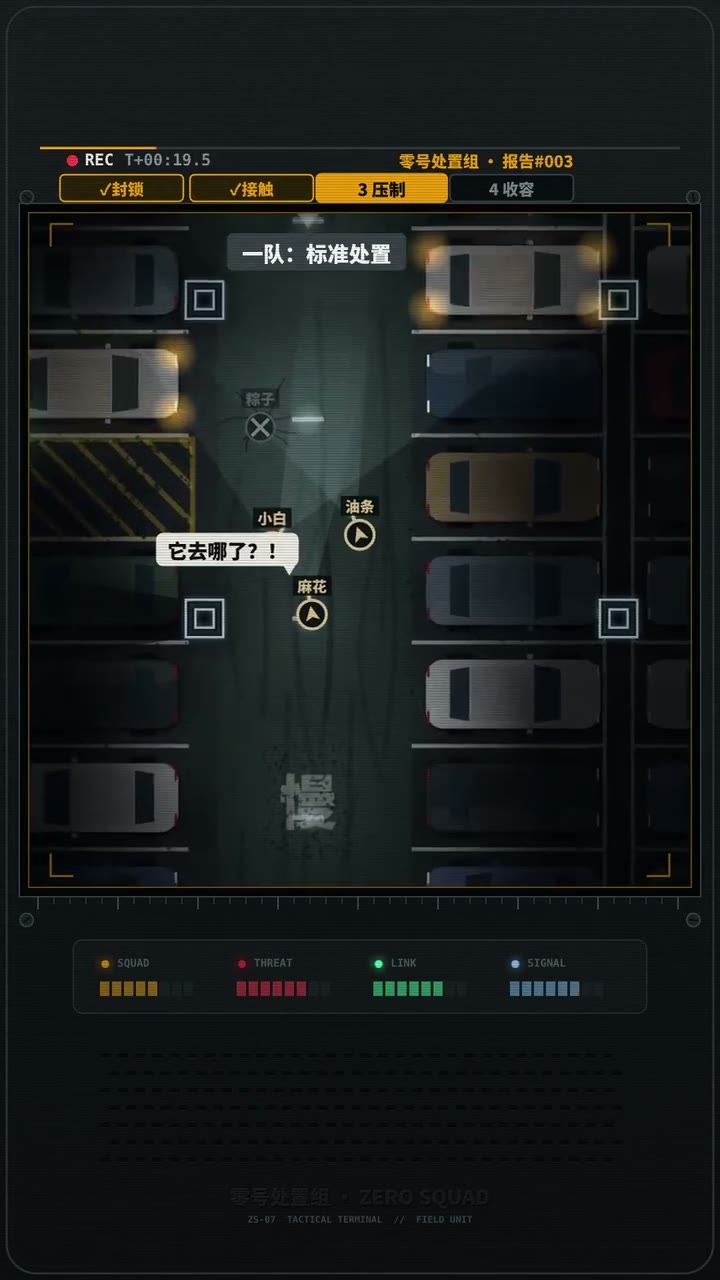 REC T+00:19.5
零号处置组 · 报告#003
✓封锁
✓接触
3 压制
4 收容
一队：标准处置
粽子
油条
小白
它去哪了？！
麻花
慢
SQUAD
THREAT
LINK
SIGNAL
零号处置组 · ZERO SQUAD
ZS-07 TACTICAL TERMINAL // FIELD UNIT